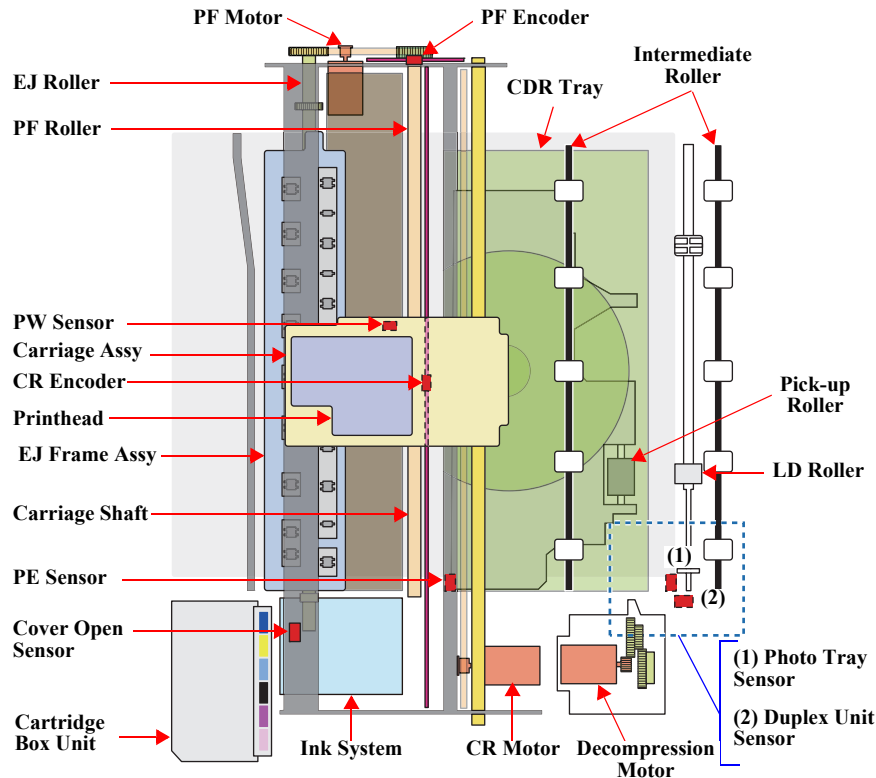 PF Motor
PF Encoder
EJ Roller
Intermediate
Roller
CDR Tray
PF Roller
PW Sensor
Carriage Assy
CR Encoder
Printhead
EJ Frame Assy
Pick-up
Roller
LD Roller
Carriage Shaft
PE Sensor
(1)
(2)
Cover Open
Sensor
(1) Photo Tray
Sensor
(2) Duplex Unit
Sensor
Cartridge
Box Unit
Ink System
CR Motor
Decompression
Motor